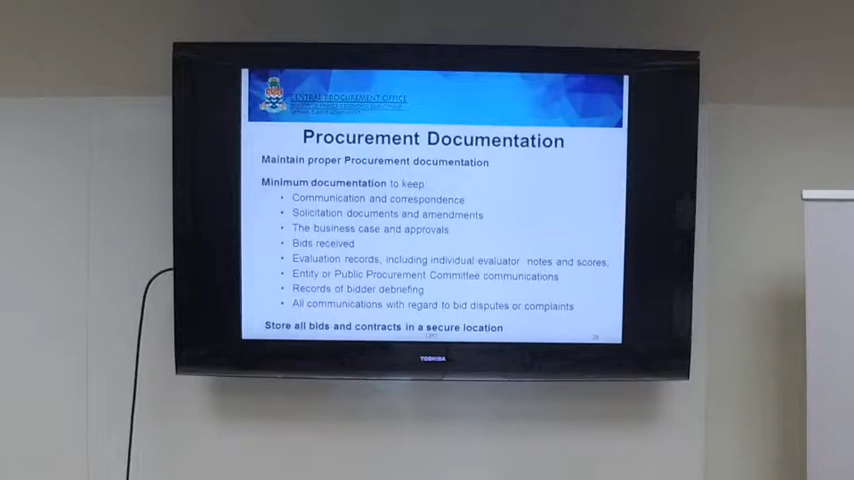 CENTRAL PROCUREMENT OFFICE
Procurement Documentation
Maintain proper Procurement documentation
Minimum documentation to keep:
• Communication and correspondence
• Solicitation documents and amendments
• The business case and approvals
• Bids received
• Evaluation records, including individual evaluator notes and scores,
• Entity or Public Procurement Committee communications
• Records of bidder debriefing
• All communications with regard to bid disputes or complaints
Store all bids and contracts in a secure location
TOSHIBA